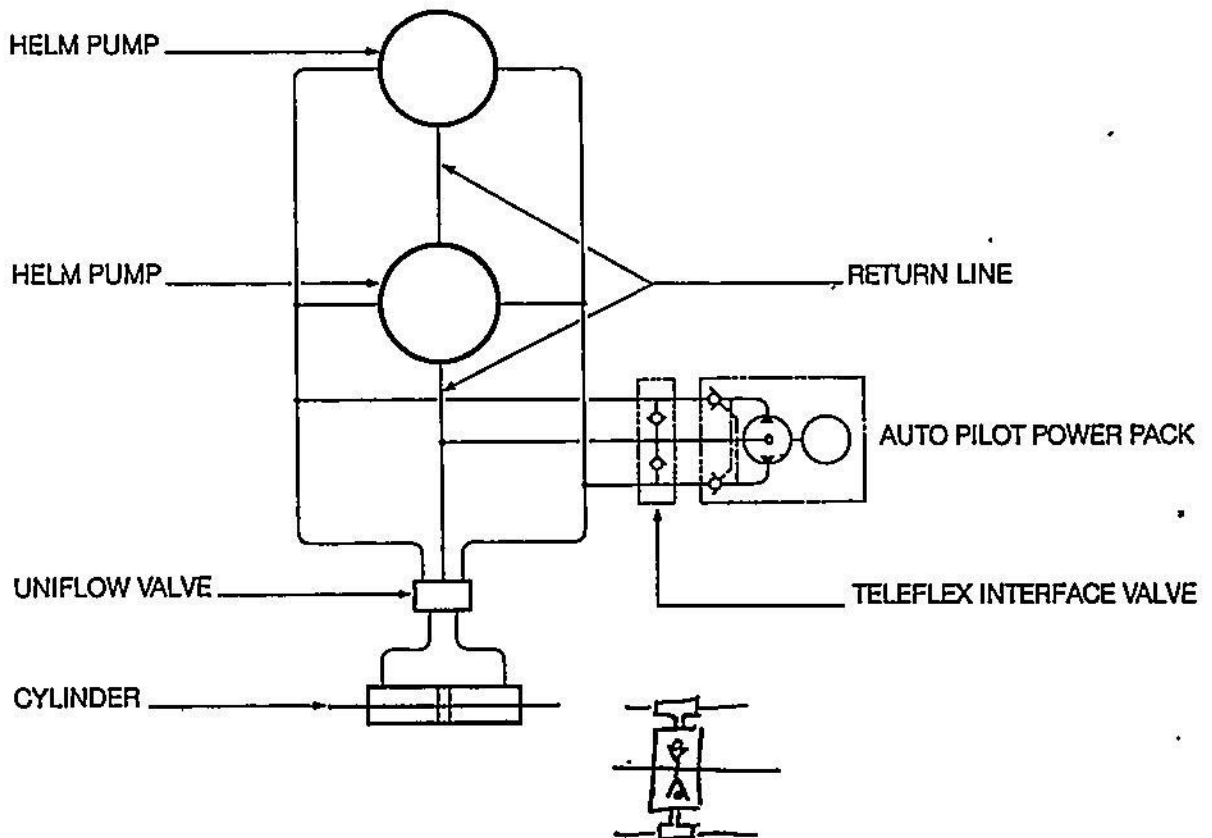 HELM PUMP
HELM PUMP
RETURN LINE
AUTO PILOT POWER PACK
UNIFLOW VALVE
TELEFLEX INTERFACE VALVE
CYLINDER